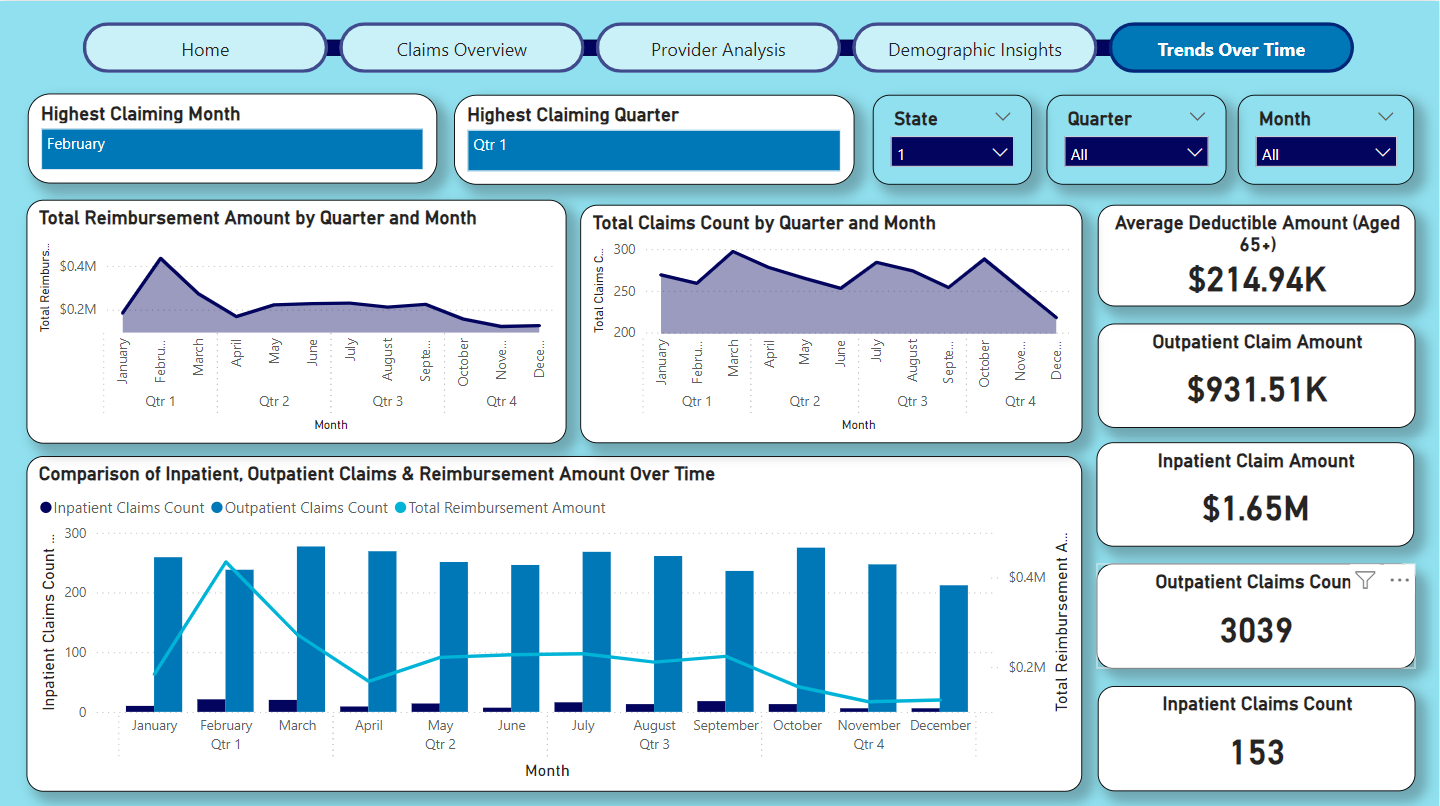 Home
Claims Overview
Provider Analysis
Demographic Insights
Trends Over Time
Highest Claiming Month
February
Highest Claiming Quarter
Qtr 1
State
1
Quarter
All
Month
All
Total Reimbursement Amount by Quarter and Month
Total Reimburs...
$0.4M
$0.2M
January
Febru...
March
April
May
June
July
August
Septe...
October
Nove...
Dece...
Qtr 1
Qtr 2
Qtr 3
Qtr 4
Month
Total Claims Count by Quarter and Month
Total Claims C...
300
250
200
January
Febru...
March
April
May
June
July
August
Septe...
October
Nove...
Dece...
Qtr 1
Qtr 2
Qtr 3
Qtr 4
Month
Average Deductible Amount (Aged
65+)
$214.94K
Outpatient Claim Amount
$931.51K
Inpatient Claim Amount
$1.65M
Outpatient Claims Coun
3039
Inpatient Claims Count
153
Comparison of Inpatient, Outpatient Claims & Reimbursement Amount Over Time
Inpatient Claims Count
Outpatient Claims Count
Total Reimbursement Amount
Inpatient Claims Count ...
300
200
100
0
$0.4M
$0.2M
Total Reimbursement A...
January
February
March
April
May
June
July
August
September
October
November
December
Qtr 1
Qtr 2
Qtr 3
Qtr 4
Month